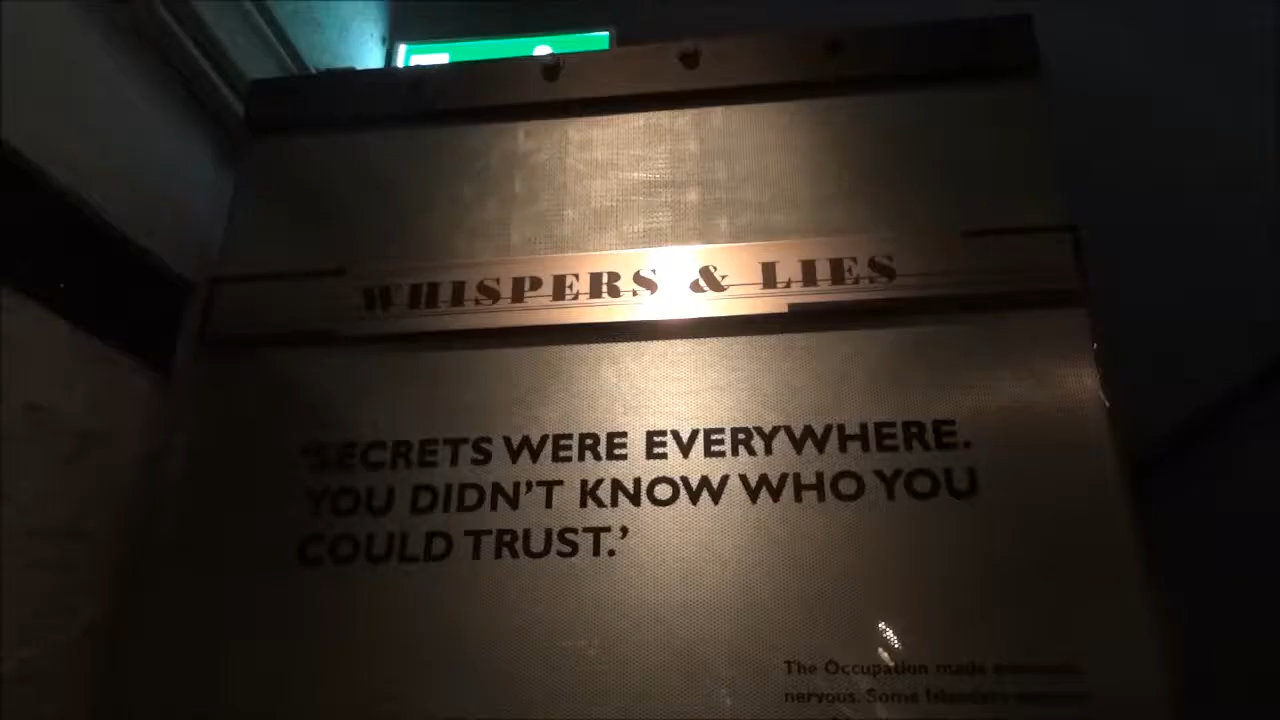 WHISPERS & LIES
'SECRETS WERE EVERYWHERE.
YOU DIDN'T KNOW WHO YOU
COULD TRUST.'
The Occupation made
nervous. Some Islanders